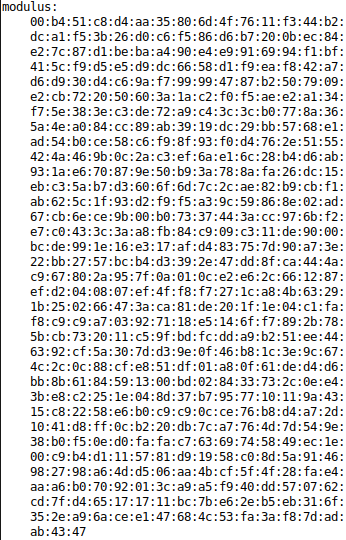 modulus:
00:b4:51:c8:d4:aa:35:80:6d:4f:76:11:f3:44:b2:
dc:a1:f5:3b:26:d0:c6:f5:86:d6:b7:20:0b:ec:84:
e2:7c:87:d1:be:ba:a4:90:e4:e9:91:69:94:f1:bf:
41:5c:f9:d5:e5:d9:dc:66:58:d1:f9:ea:f8:42:a7:
d6:d9:30:d4:c6:9a:f7:99:99:47:87:b2:50:79:09:
e2:cb:72:20:50:60:3a:1a:c2:f0:f5:ae:e2:a1:34:
f7:5e:38:3e:c3:de:72:a9:c4:3c:3c:b0:77:8a:36:
5a:4e:a0:84:cc:89:ab:39:19:dc:29:bb:57:68:e1:
ad:54:b0:ce:58:c6:f9:8f:93:f0:d4:76:2e:51:55:
42:4a:46:9b:0c:2a:c3:ef:6a:e1:6c:28:b4:d6:ab:
93:1a:e6:70:87:9e:50:b9:3a:78:8a:fa:26:dc:15:
eb:c3:5a:b7:d3:60:6f:6d:7c:2c:ae:82:b9:cb:f1:
ab:62:5c:1f:93:d2:f9:f5:a3:9c:59:86:8e:02:ad:
67:cb:6e:ce:9b:00:b0:73:37:44:3a:cc:97:6b:f2:
e7:c0:43:3c:3a:a8:fb:84:c9:09:c3:11:de:90:00:
bc:de:99:1e:16:e3:17:af:d4:83:75:7d:90:a7:3e:
22:bb:27:57:bc:b4:d3:39:2e:47:dd:8f:ca:44:4a:
c9:67:80:2a:95:7f:0a:01:0c:e2:e6:2c:66:12:87:
ef:d2:04:08:07:ef:4f:f8:f7:27:1c:a8:4b:63:29:
1b:25:02:66:47:3a:ca:81:de:20:1f:1e:04:c1:fa:
f8:c9:c9:a7:03:92:71:18:e5:14:6f:f7:89:2b:78:
5b:cb:73:20:11:c5:9f:bd:fc:dd:a9:b2:51:ee:44:
63:92:cf:5a:30:7d:d3:9e:0f:46:b8:1c:3e:9c:67:
4c:2c:0c:88:cf:e8:51:df:01:a8:0f:61:de:d4:d6:
bb:8b:61:84:59:13:00:bd:02:84:33:73:2c:0e:e4:
3b:e8:c2:25:1e:04:8d:37:b7:95:77:10:11:9a:43:
15:c8:22:58:e6:b0:c9:c9:0c:ce:76:b8:d4:a7:2d:
10:41:d8:ff:0c:b2:20:db:7c:a7:76:4d:7d:54:9e:
38:b0:f5:0e:d0:fa:fa:c7:63:69:74:58:49:ec:1e:
00:c9:b4:d1:11:57:81:d9:19:58:c0:8d:5a:91:46:
98:27:98:a6:4d:d5:06:aa:4b:cf:5f:4f:28:fa:e4:
aa:a6:b0:70:92:01:3c:a9:a5:f9:40:dd:57:07:62:
cd:7f:d4:65:17:17:11:bc:7b:e6:2e:b5:eb:31:6f:
35:2e:a9:6a:ce:e1:47:68:4c:53:fa:3a:f8:7d:ad:
ab:43:47